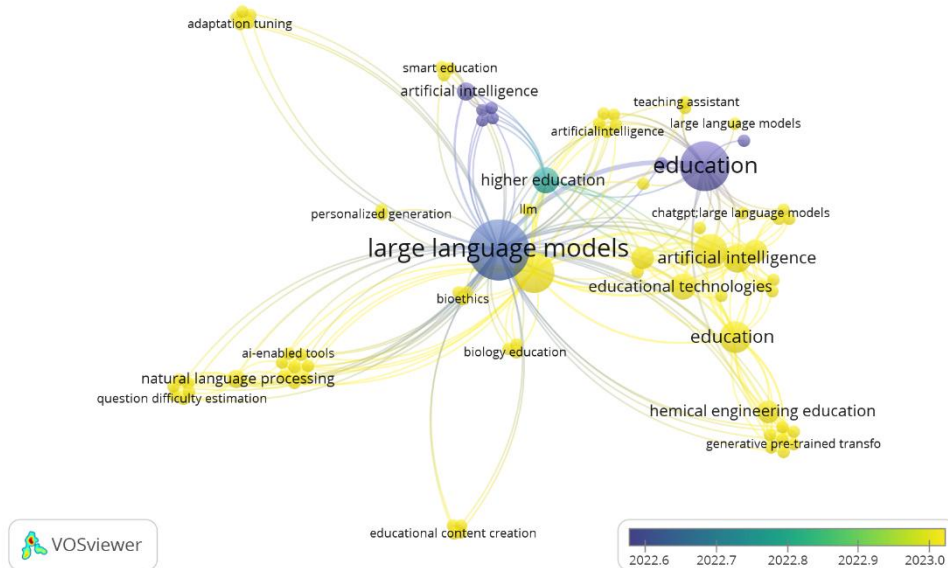 adaptation tuning
smart education
artificial intelligence
teaching assistant
large language models
artificialintelligence
education
higher education
llm
personalized generation
chatgpt;large language models
large language models
artificial intelligence
educational technologies
bioethics
education
ai-enabled tools
biology education
natural language processing
question difficulty estimation
hemical engineering education
generative pre-trained transfo
educational content creation
VOSviewer
2022.6 2022.7 2022.8 2022.9 2023.0